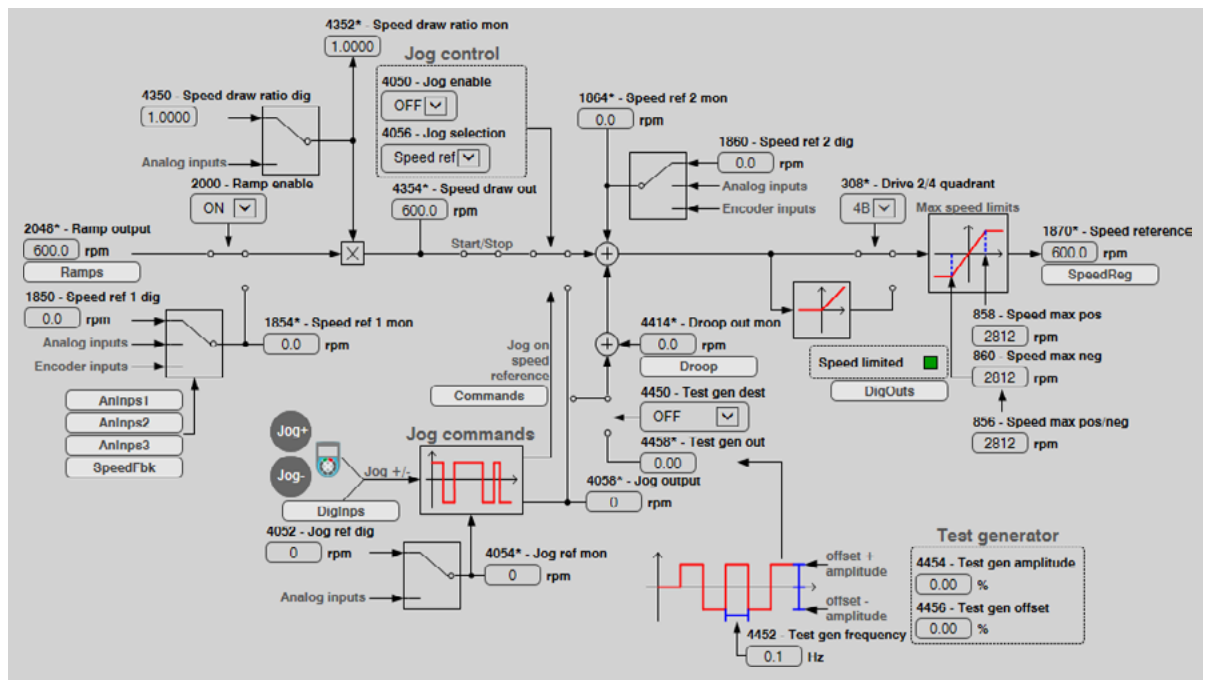 4352* - Speed draw ratio mon
1.0000
Jog control
4350 - Speed draw ratio dig
1.0000
Analog inputs
4050 - Jog enable
OFF
4056 - Jog selection
Speed ref
1064* - Speed ref 2 mon
0.0 rpm
1860 - Speed ref 2 dig
0.0 rpm
Analog inputs
Encoder inputs
2000 - Ramp enable
ON
4354* - Speed draw out
600.0 rpm
308* - Drive 2/4 quadrant
4B
Max speed limits
2048* - Ramp output
600.0 rpm
Ramps
X
Start/Stop
1870* - Speed reference
600.0 rpm
SpeedReg
1850 - Speed ref 1 dig
0.0 rpm
Analog inputs
Encoder inputs
1854* - Speed ref 1 mon
0.0 rpm
AnInps1
AnInps2
AnInps3
SpeedFbk
Jog on
speed
reference
Commands
4414* - Droop out mon
0.0 rpm
Droop
858 - Speed max pos
2812 rpm
860 - Speed max neg
2812 rpm
856 - Speed max pos/neg
2812 rpm
Speed limited
DigOuts
4450 - Test gen dest
OFF
4458* - Test gen out
0.00
Jog+
Jog-
Jog commands
Jog +/-
DigInps
4058* - Jog output
0 rpm
4052 - Jog ref dig
0 rpm
Analog inputs
4054* - Jog ref mon
0 rpm
offset +
amplitude
offset -
amplitude
4452 - Test gen frequency
0.1 Hz
Test generator
4454 - Test gen amplitude
0.00 %
4456 - Test gen offset
0.00 %